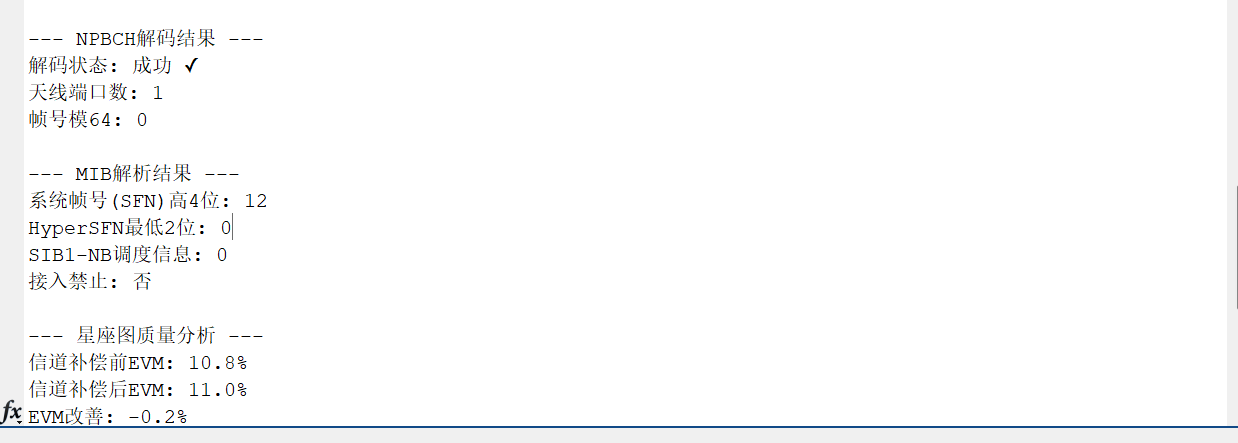 --- NPBCH解码结果 ---
解码状态: 成功 ✓
天线端口数: 1
帧号模64: 0
--- MIB解析结果 ---
系统帧号(SFN)高4位: 12
HyperSFN最低2位: 0
SIB1-NB调度信息: 0
接入禁止: 否
--- 星座图质量分析 ---
信道补偿前EVM: 10.8%
信道补偿后EVM: 11.0%
fx EVM改善: -0.2%